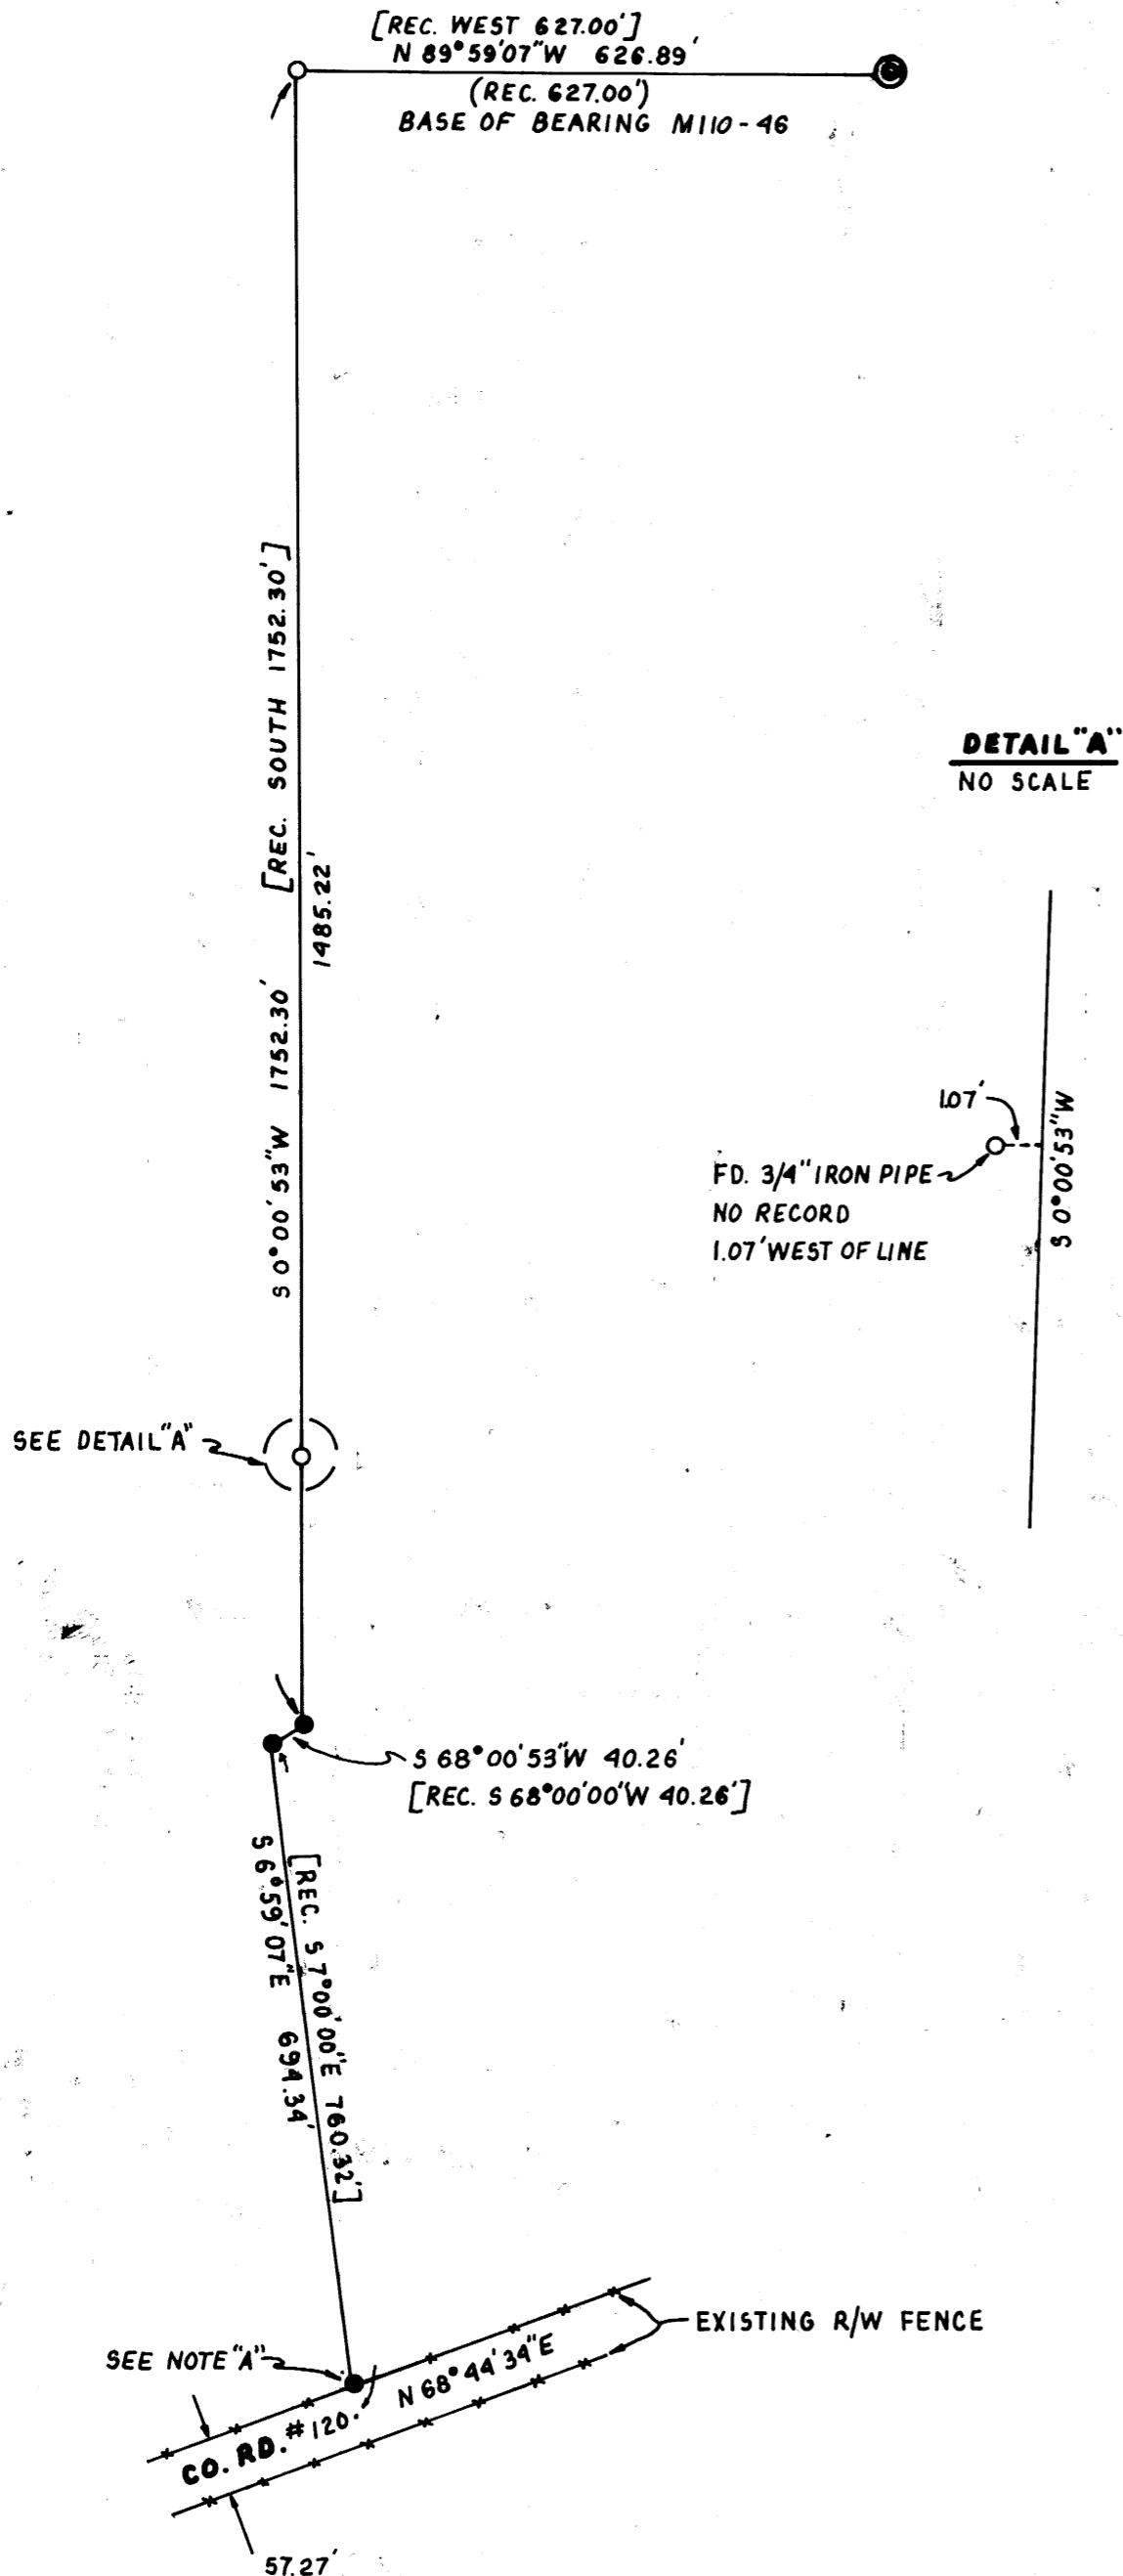 [REC. WEST 627.00']
N 89°59'07"W 626.89'
(REC. 627.00')
BASE OF BEARING M110-46
[REC. SOUTH 1752.30']
1485.22'
S 0°00'53"W 1752.30'
DETAIL "A"
NO SCALE
1.07'
FD. 3/4" IRON PIPE
NO RECORD
1.07' WEST OF LINE
S 0°00'53"W
SEE DETAIL "A"
S 68°00'53"W 40.26'
[REC. S 68°00'00"W 40.26']
[REC. S 7°00'00"E 760.32']
S 6°59'07"E 694.34'
EXISTING R/W FENCE
SEE NOTE "A"
N 68°44'34"E
CO. RD. #120.
57.27'